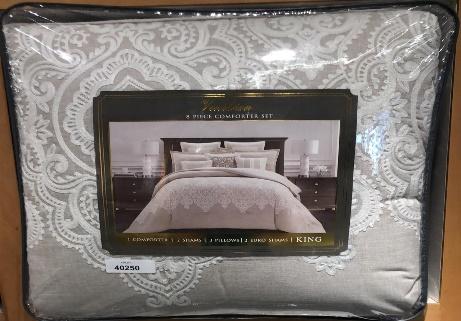 8 PIECE COMFORTER SET
1 COMFORTER | 2 SHAMS | 3 PILLOWS | 2 EURO SHAMS | KING
40250